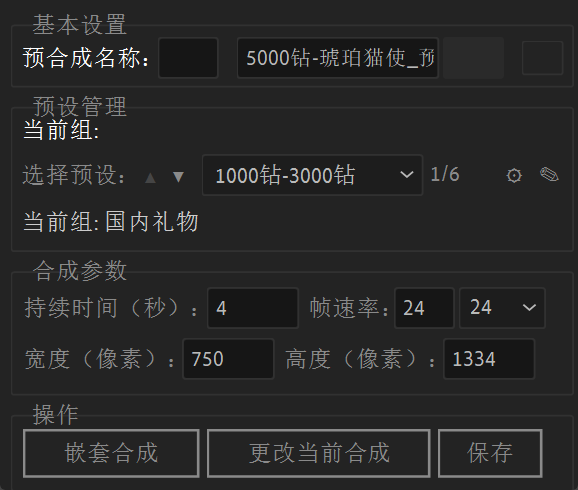 基本设置
预合成名称: 5000钻-琥珀猫使_预
预设管理
当前组:
选择预设: ▲ ▼ 1000钻-3000钻 1/6
当前组: 国内礼物
合成参数
持续时间（秒）: 4 帧速率: 24 24
宽度（像素）: 750 高度（像素）: 1334
操作
嵌套合成 更改当前合成 保存